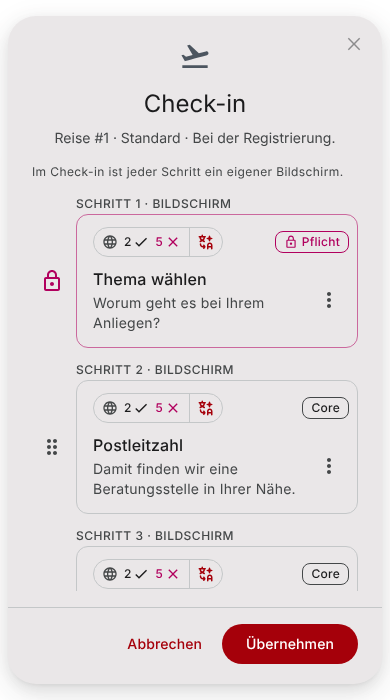 Check-in
Reise #1 · Standard · Bei der Registrierung.
Im Check-in ist jeder Schritt ein eigener Bildschirm.
SCHRITT 1 · BILDSCHIRM
2 5 Pflicht
Thema wählen
Worum geht es bei Ihrem
Anliegen?
SCHRITT 2 · BILDSCHIRM
2 5 Core
Postleitzahl
Damit finden wir eine
Beratungsstelle in Ihrer Nähe.
SCHRITT 3 · BILDSCHIRM
2 5 Core
Abbrechen Übernehmen